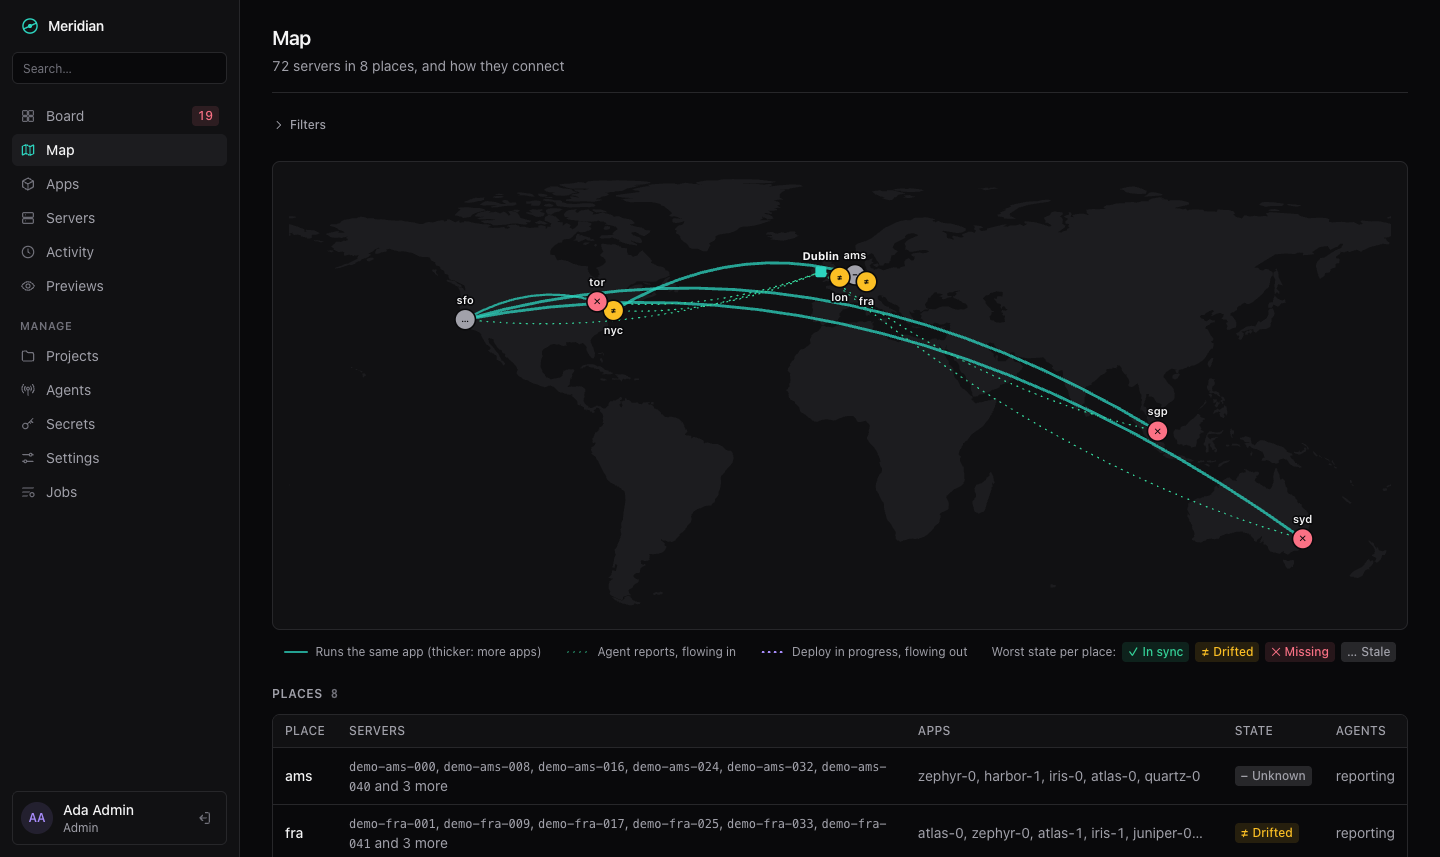 Meridian
Search...
Board 19
Map
Apps
Servers
Activity
Previews
MANAGE
Projects
Agents
Secrets
Settings
Jobs
AA Ada Admin
Admin
Map
72 servers in 8 places, and how they connect
Filters
Dublin ams
tor
sfo
lon fra
nyc
sgp
syd
Runs the same app (thicker: more apps) Agent reports, flowing in Deploy in progress, flowing out Worst state per place: ✓ In sync ≠ Drifted ✕ Missing … Stale
PLACES 8
PLACE SERVERS APPS STATE AGENTS
ams demo-ams-000, demo-ams-008, demo-ams-016, demo-ams-024, demo-ams-032, demo-ams-
040 and 3 more zephyr-0, harbor-1, iris-0, atlas-0, quartz-0 – Unknown reporting
fra demo-fra-001, demo-fra-009, demo-fra-017, demo-fra-025, demo-fra-033, demo-fra-
041 and 3 more atlas-0, zephyr-0, atlas-1, iris-1, juniper-0... ≠ Drifted reporting